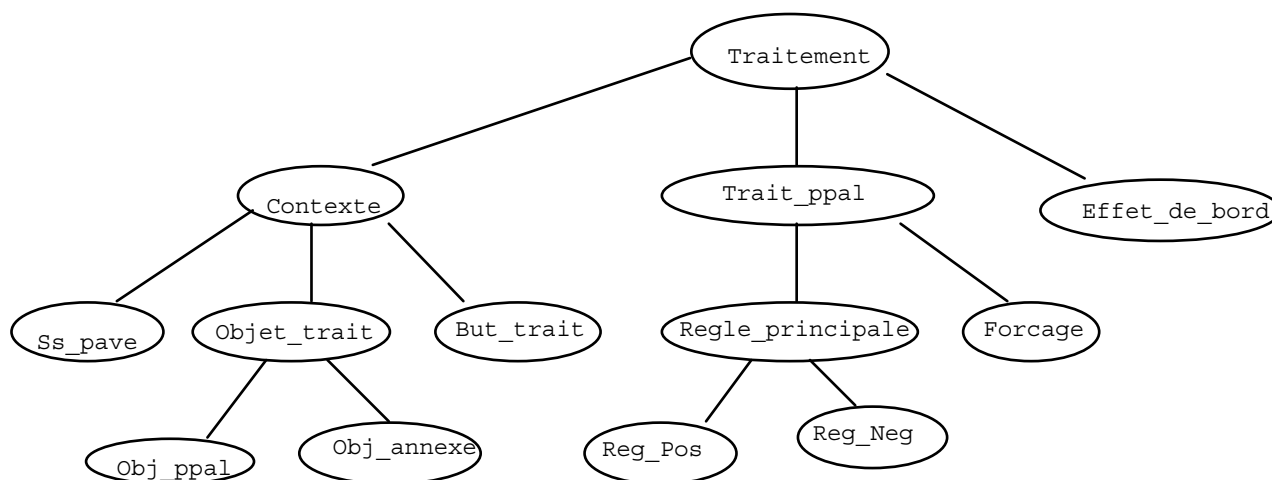 Traitement
Contexte
Trait_ppal
Effet_de_bord
Ss_pave
Objet_trait
But_trait
Regle_principale
Forcage
Obj_ppal
Obj_annexe
Reg_Pos
Reg_Neg